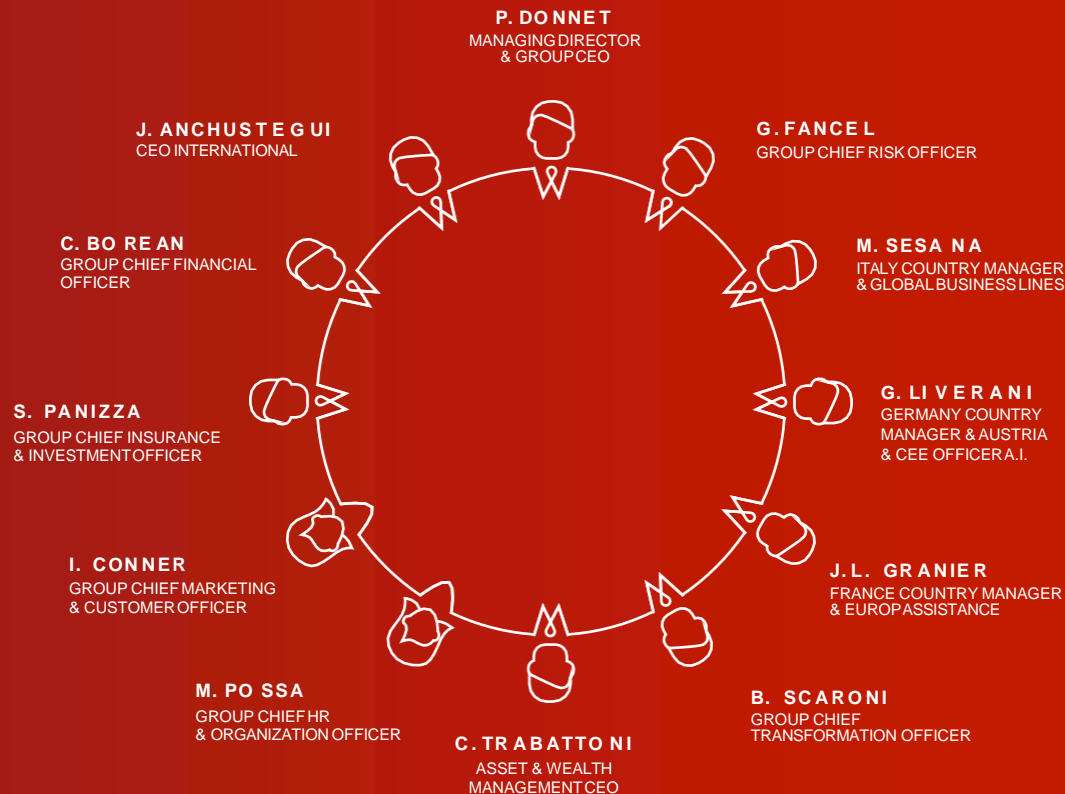 P. DONNET
MANAGING DIRECTOR
& GROUP CEO
G. FANCEL
GROUP CHIEF RISK OFFICER
M. SESANA
ITALY COUNTRY MANAGER
& GLOBAL BUSINESS LINES
G. LIVERANI
GERMANY COUNTRY
MANAGER & AUSTRIA
& CEE OFFICER A.I.
J.L. GRANIER
FRANCE COUNTRY MANAGER
& EUROP ASSISTANCE
B. SCARONI
GROUP CHIEF
TRANSFORMATION OFFICER
C. TRABATTONI
ASSET & WEALTH
MANAGEMENT CEO
M. POSSA
GROUP CHIEF HR
& ORGANIZATION OFFICER
I. CONNER
GROUP CHIEF MARKETING
& CUSTOMER OFFICER
S. PANIZZA
GROUP CHIEF INSURANCE
& INVESTMENT OFFICER
C. BOREAN
GROUP CHIEF FINANCIAL
OFFICER
J. ANCHUSTEGUI
CEO INTERNATIONAL